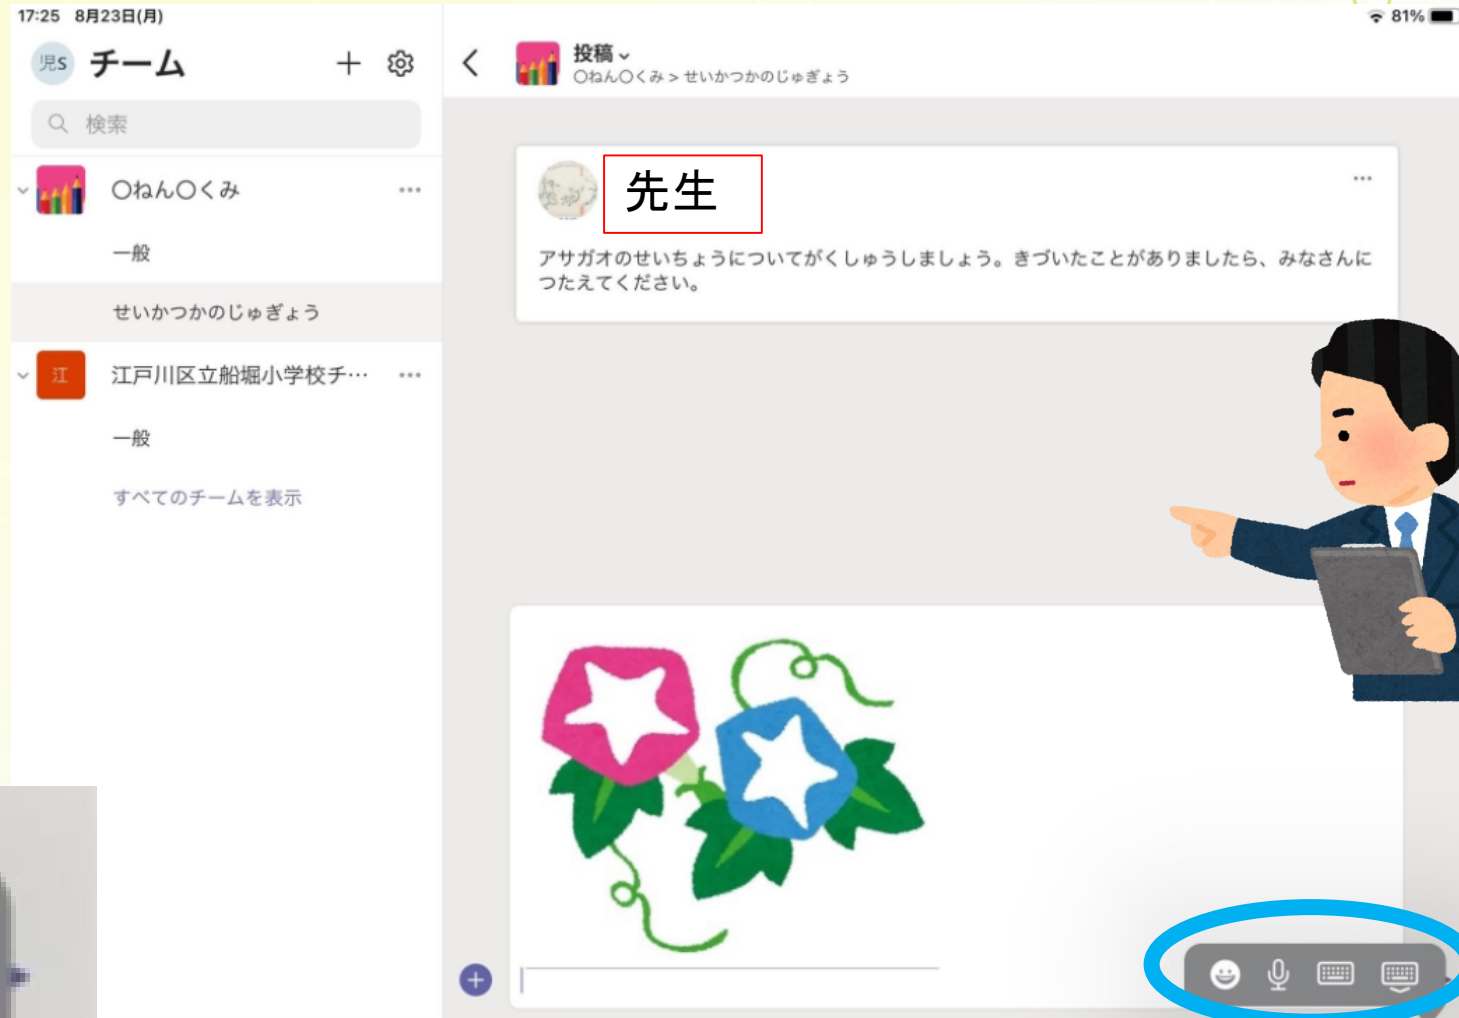 17:25 8月23日(月)
81%
児S チーム
検索
〇ねん〇くみ
一般
せいかつかのじゅぎょう
江 江戸川区立船堀小学校チ…
一般
すべてのチームを表示
投稿
〇ねん〇くみ > せいかつかのじゅぎょう
先生
アサガオのせいちょうについてがくしゅうしましょう。きづいたことがありましたら、みなさんに
つたえてください。